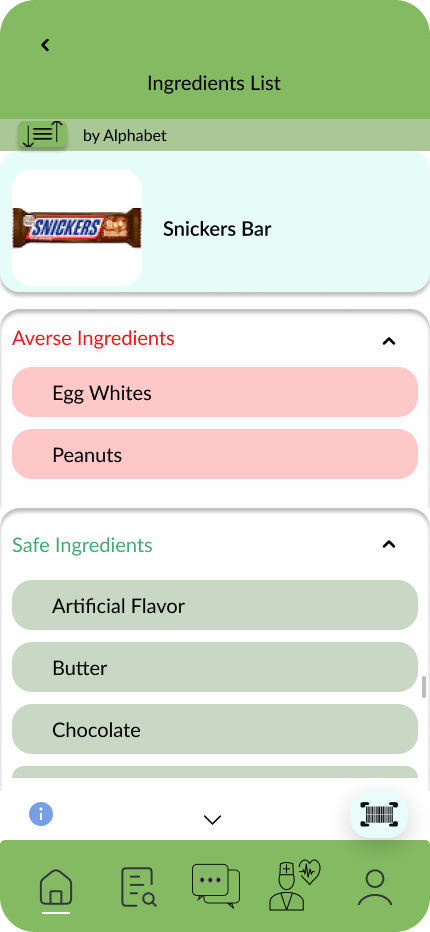 Ingredients List
by Alphabet
SNICKERS
Snickers Bar
Averse Ingredients
Egg Whites
Peanuts
Safe Ingredients
Artificial Flavor
Butter
Chocolate